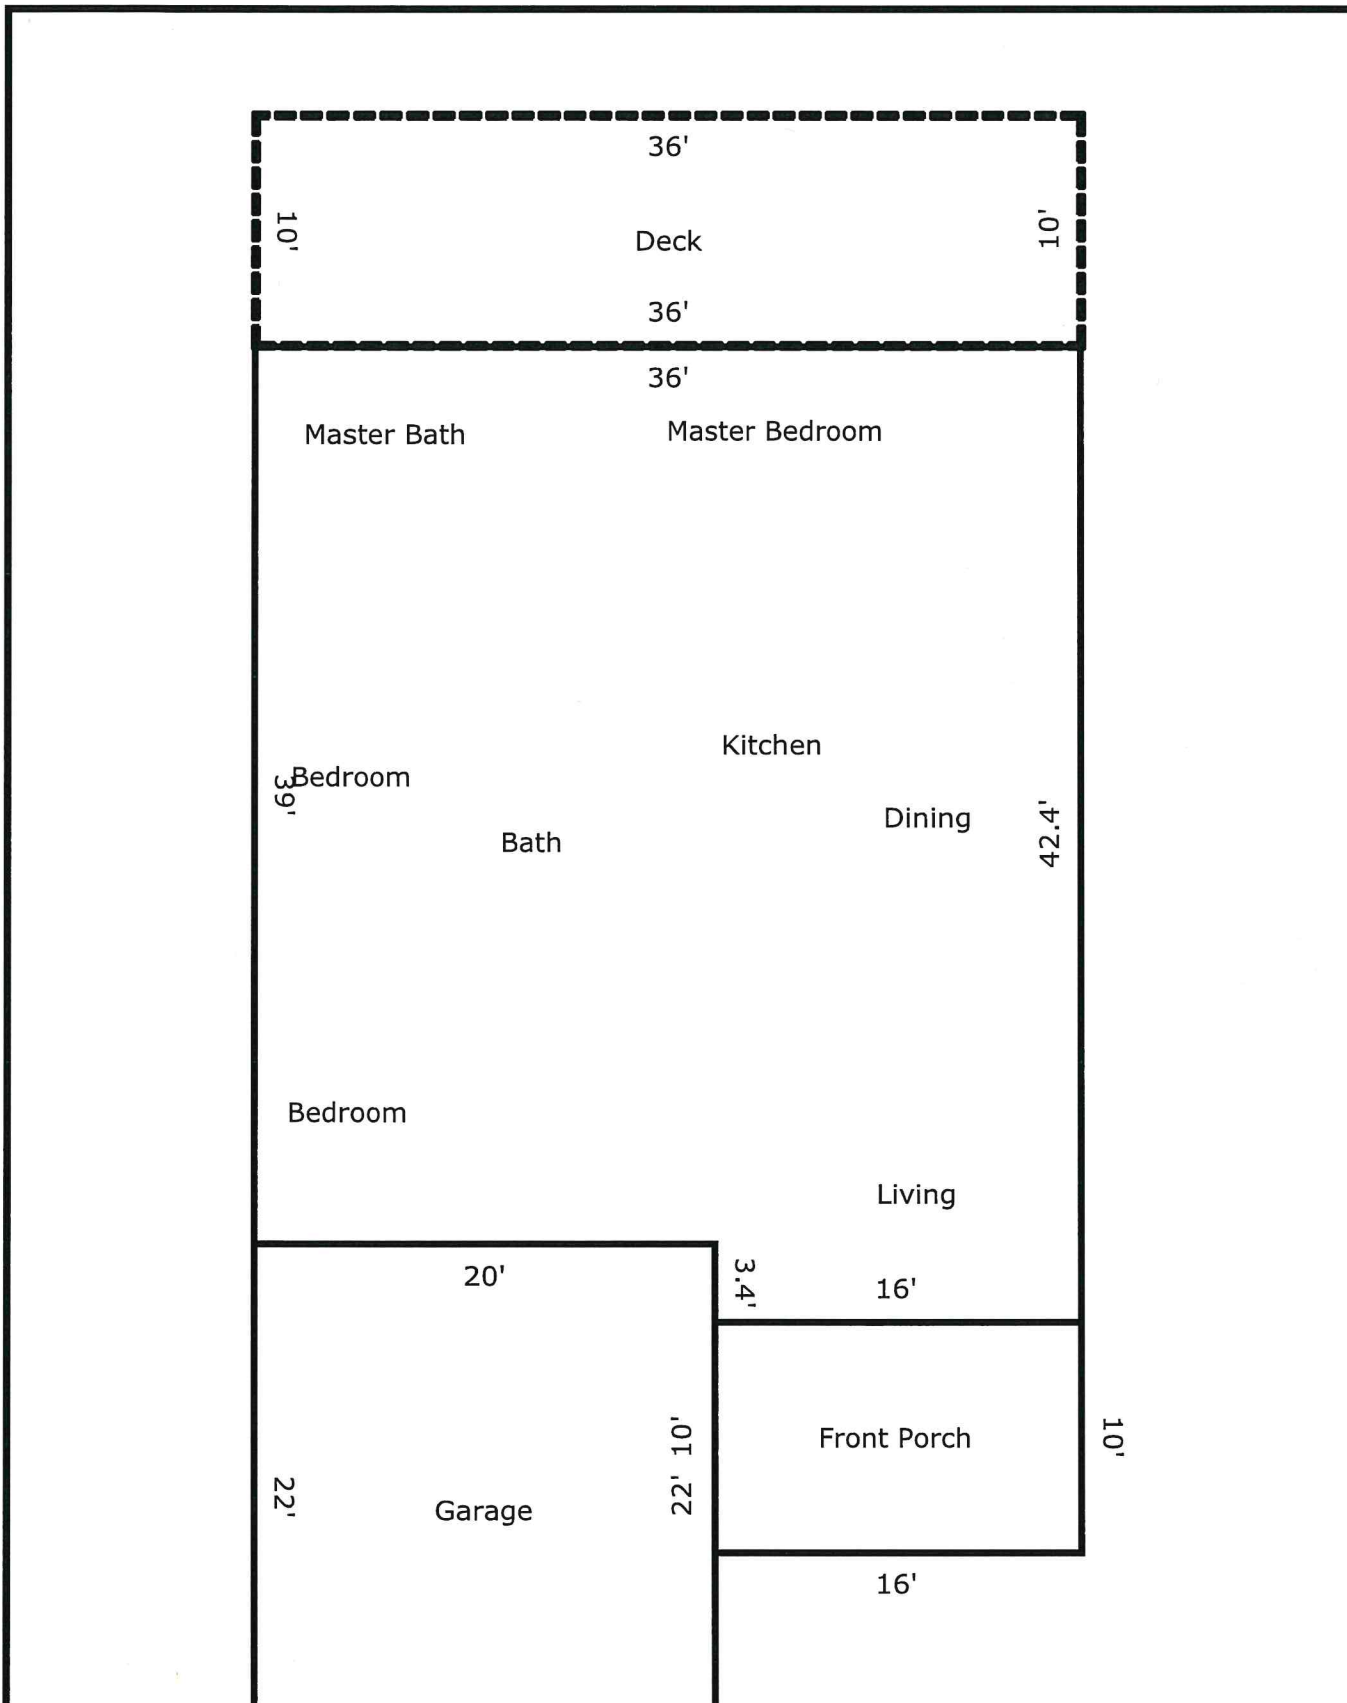 36'
10'
Deck
10'
36'
36'
Master Bath
Master Bedroom
Kitchen
Bedroom
39'
Dining
42.4'
Bath
Bedroom
Living
20'
3.4'
16'
Front Porch
10'
10'
22'
22'
Garage
16'